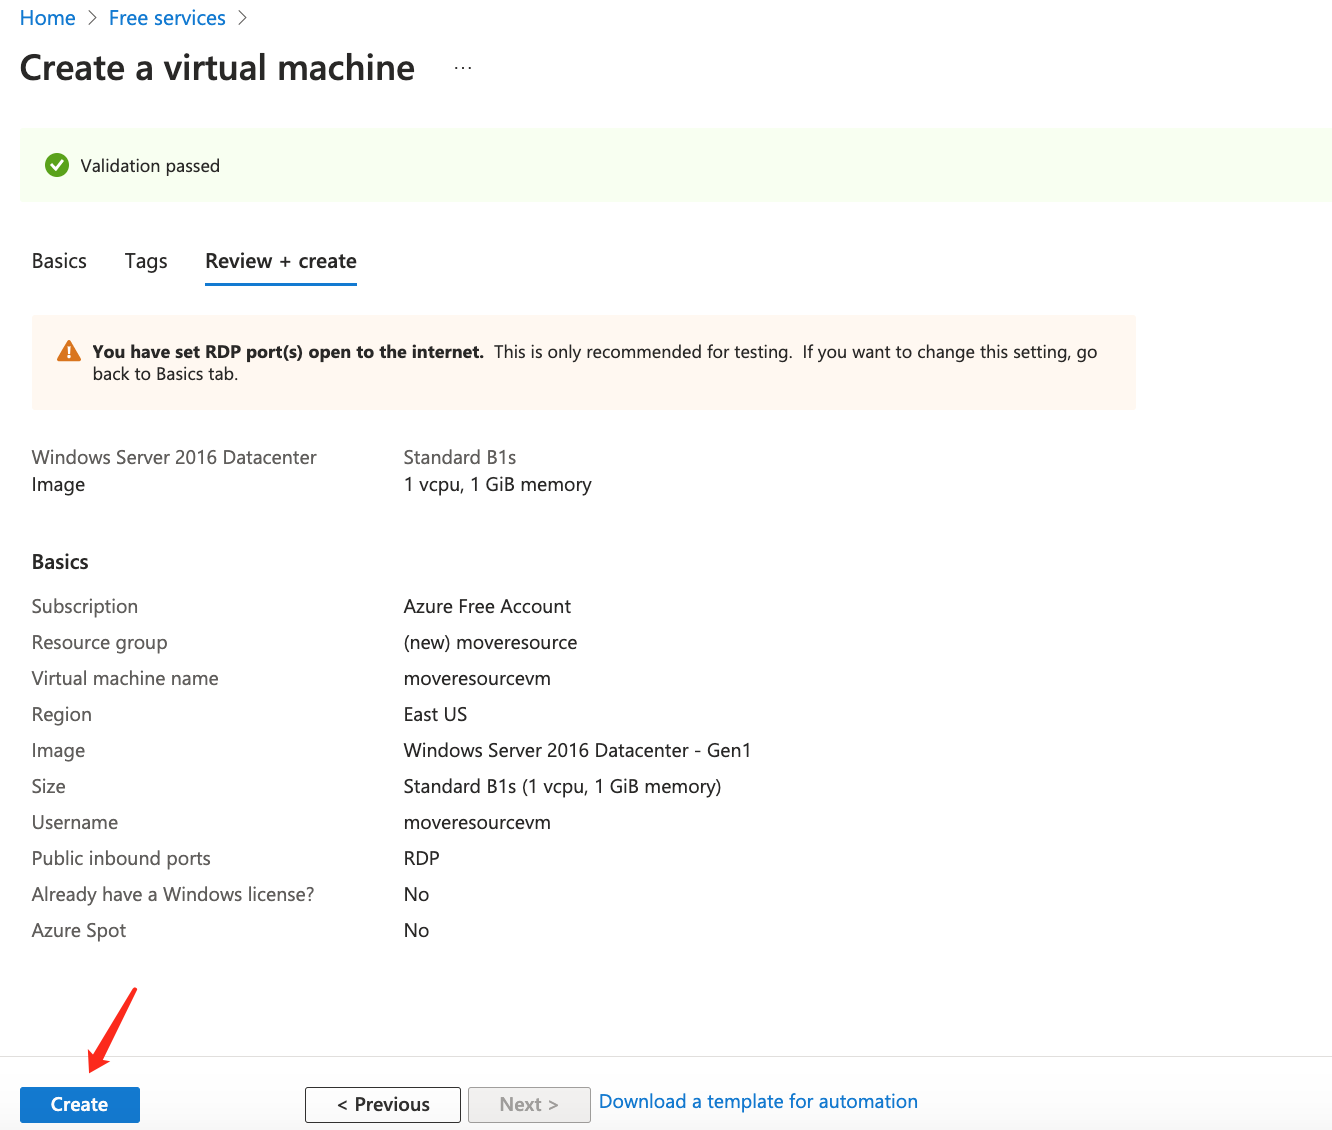 Home > Free services >
Create a virtual machine ...
Validation passed
Basics Tags Review + create
You have set RDP port(s) open to the internet. This is only recommended for testing. If you want to change this setting, go
back to Basics tab.
Windows Server 2016 Datacenter Standard B1s
Image 1 vcpu, 1 GiB memory
Basics
Subscription Azure Free Account
Resource group (new) moveresource
Virtual machine name moveresourcevm
Region East US
Image Windows Server 2016 Datacenter - Gen1
Size Standard B1s (1 vcpu, 1 GiB memory)
Username moveresourcevm
Public inbound ports RDP
Already have a Windows license? No
Azure Spot No
Create < Previous Next > Download a template for automation